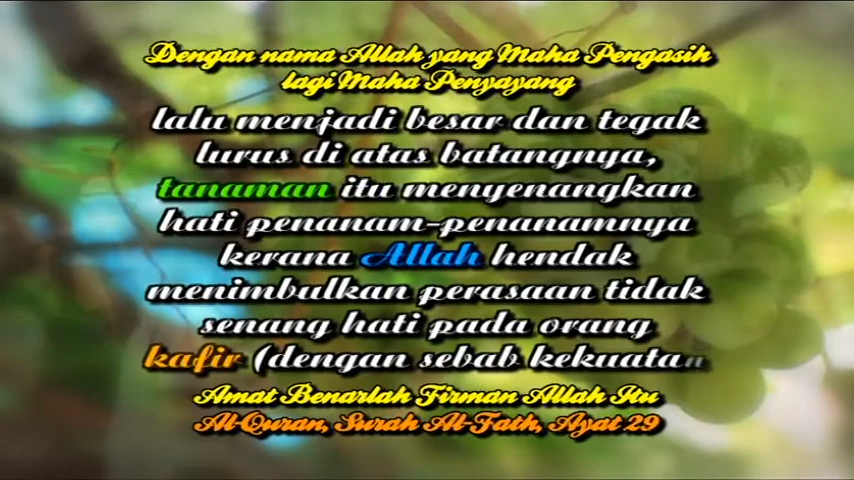 Dengan nama Allah yang Maha Pengasih
lagi Maha Penyayang
lalu menjadi besar dan tegak
lurus di atas batangnya,
tanaman itu menyenangkan
hati penanam-penanamnya
kerana Allah hendak
menimbulkan perasaan tidak
senang hati pada orang
kafir (dengan sebab kekuatan
Amat Benarlah Firman Allah Itu
Al-Quran, Surah Al-Fath, Ayat 29